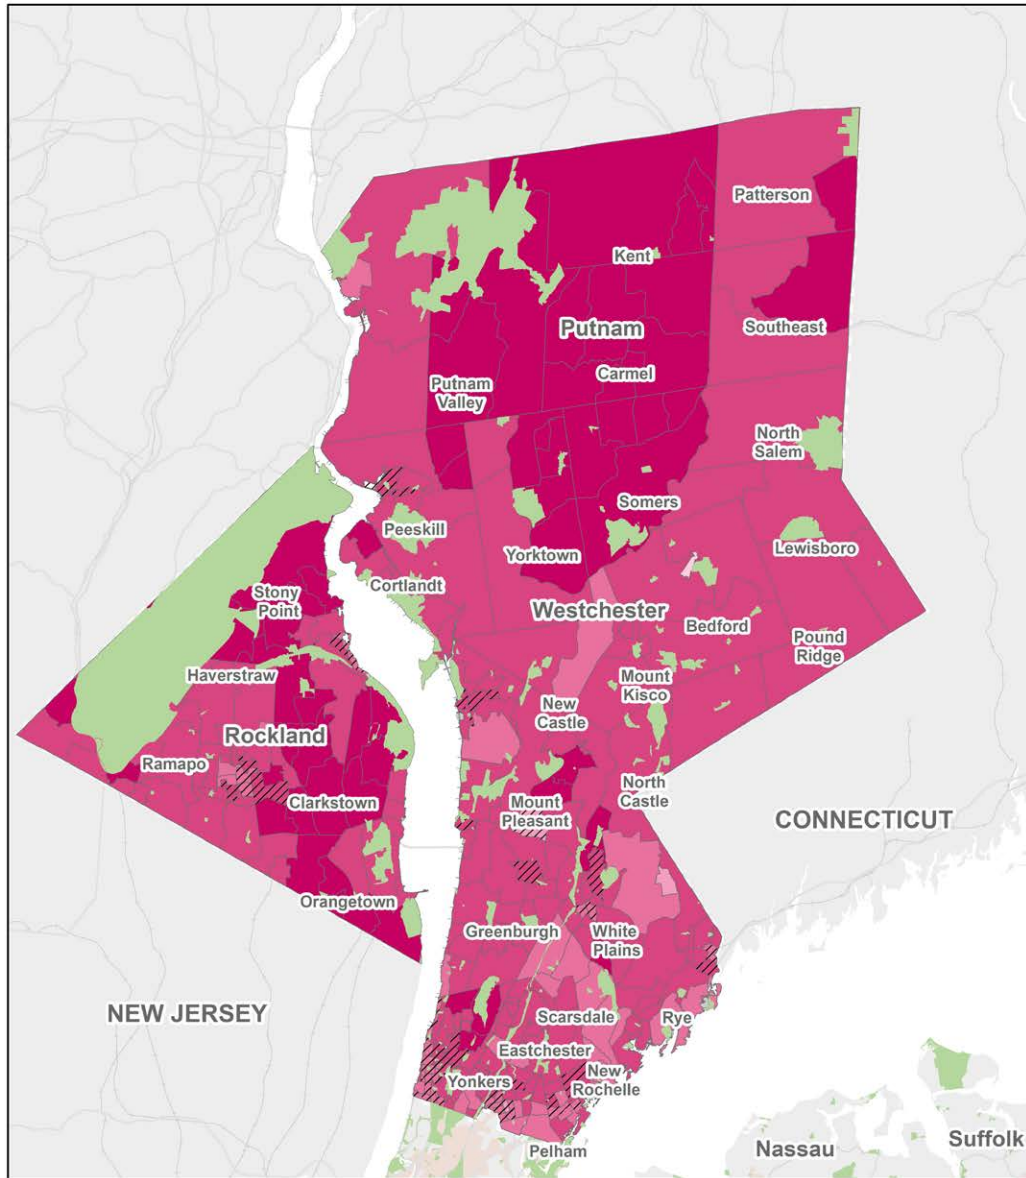 Patterson
Kent
Putnam
Southeast
Carmel
Putnam
Valley
North
Salem
Somers
Peeskill
Yorktown
Lewisboro
Cortlandt
Stony
Point
Westchester
Bedford
Pound
Ridge
Haverstraw
Mount
Kisco
New
Castle
Rockland
Ramapo
Clarkstown
North
Castle
Mount
Pleasant
CONNECTICUT
Orangetown
Greenburgh
White
Plains
NEW JERSEY
Scarsdale
Rye
Eastchester
Yonkers
New
Rochelle
Pelham
Nassau
Suffolk